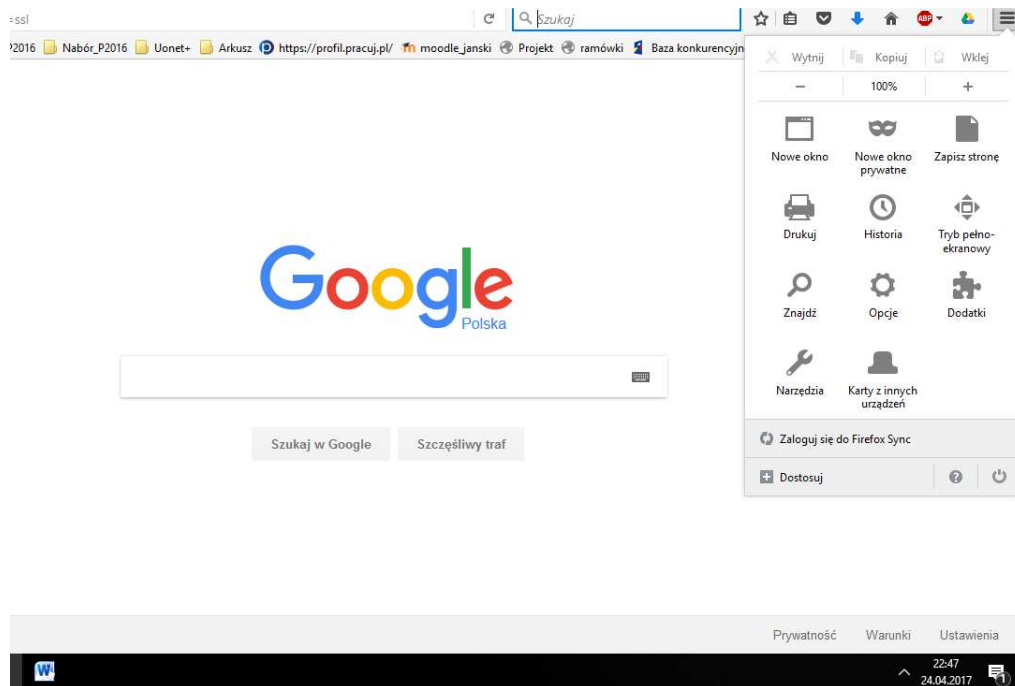 =ssl
Szukaj
ABP
P2016 Nabór_P2016 Uonet+ Arkusz https://profil.pracuj.pl/ moodle_janski Projekt ramówki Baza konkurencyjn
Wytnij Kopiuj Wklej
− 100% +
Nowe okno
Nowe okno
prywatne
Zapisz stronę
Drukuj
Historia
Tryb pełno-
ekranowy
Znajdź
Opcje
Dodatki
Narzędzia
Karty z innych
urządzeń
Zaloguj się do Firefox Sync
Dostosuj ?
Google
Polska
Szukaj w Google Szczęśliwy traf
Prywatność Warunki Ustawienia
W
22:47
24.04.2017
1